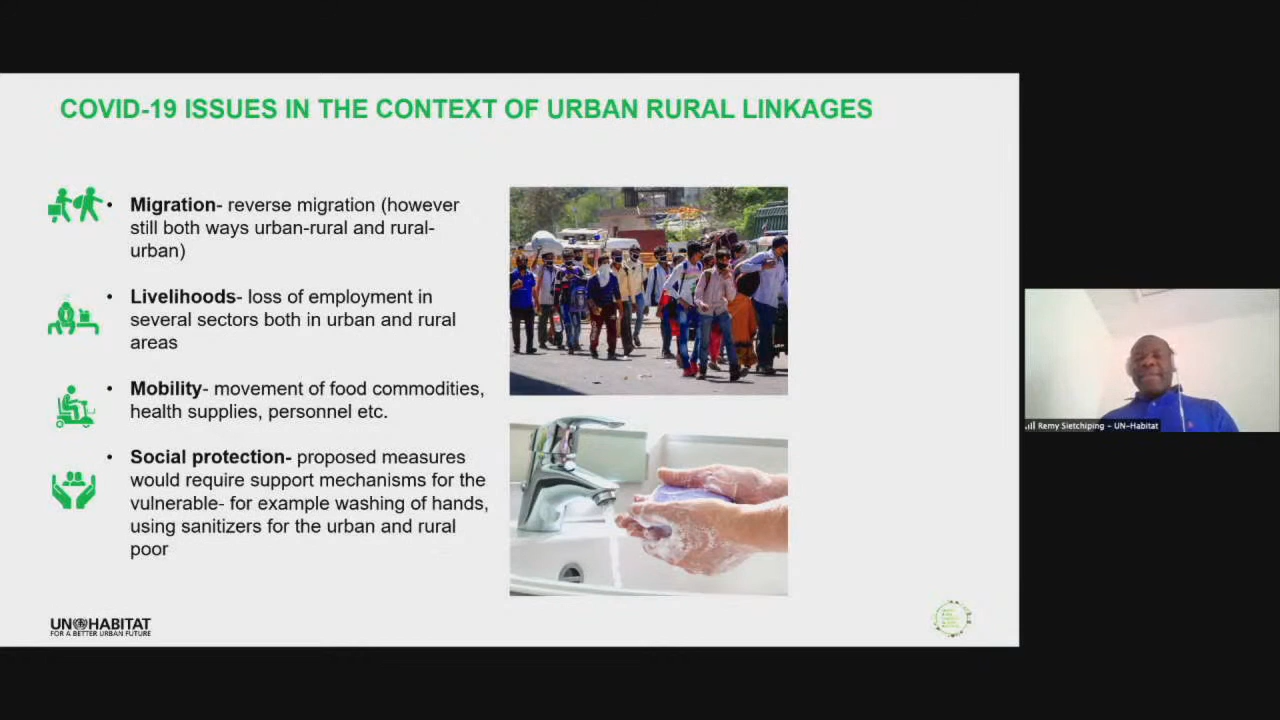 COVID-19 ISSUES IN THE CONTEXT OF URBAN RURAL LINKAGES
• Migration- reverse migration (however
still both ways urban-rural and rural-
urban)
• Livelihoods- loss of employment in
several sectors both in urban and rural
areas
• Mobility- movement of food commodities,
health supplies, personnel etc.
• Social protection- proposed measures
would require support mechanisms for the
vulnerable- for example washing of hands,
using sanitizers for the urban and rural
poor
UN HABITAT
FOR A BETTER URBAN FUTURE
Remy Sietchiping - UN-Habitat